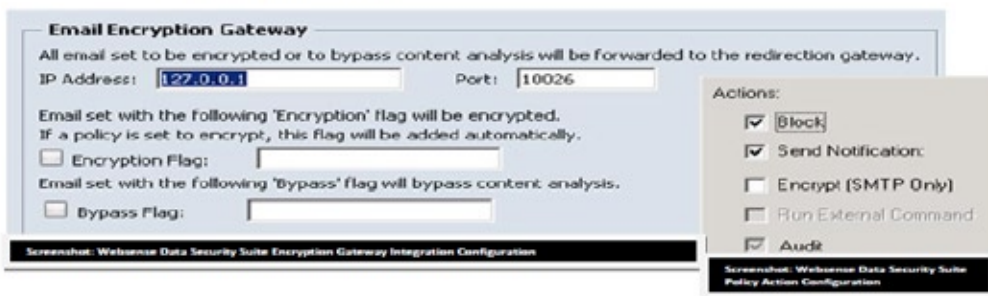 Email Encryption Gateway
All email set to be encrypted or to bypass content analysis will be forwarded to the redirection gateway.
IP Address: 127.0.0.1 Port: 10026
Email set with the following 'Encryption' flag will be encrypted.
If a policy is set to encrypt, this flag will be added automatically.
Encryption Flag:
Email set with the following 'Bypass' flag will bypass content analysis.
Bypass Flag:
Screenshot: Websense Data Security Suite Encryption Gateway Integration Configuration
Actions:
Block
Send Notification:
Encrypt (SMTP Only)
Run External Command
Audit
Screenshot: Websense Data Security Suite
Policy Action Configuration